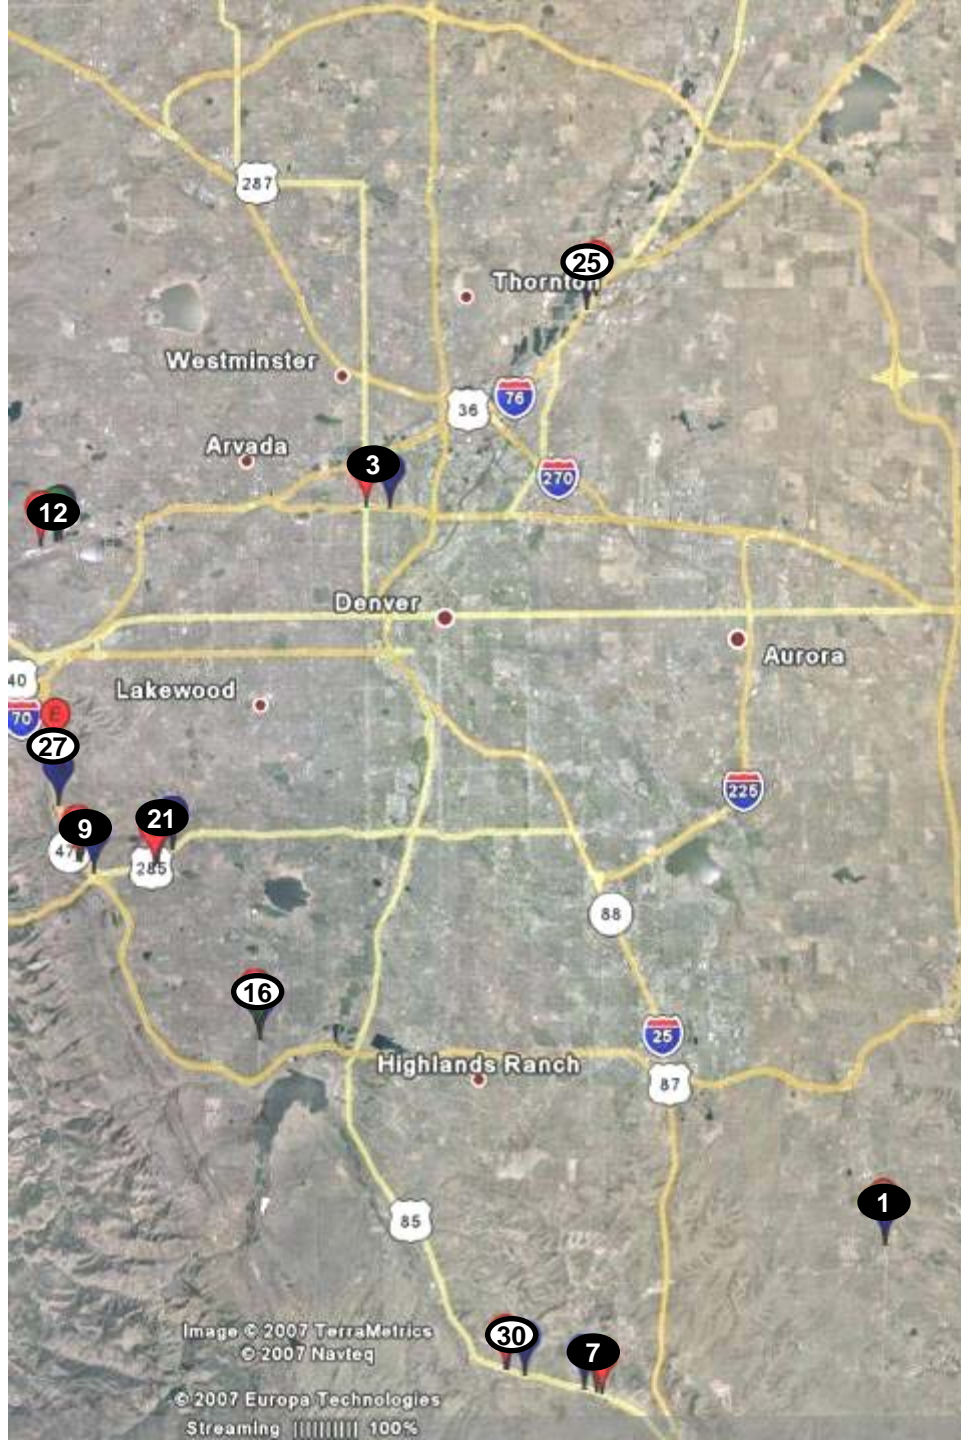 287
25
Thornton
Westminster
76
36
Arvada
3
270
12
Denver
Aurora
40
Lakewood
70
E
27
225
21
9
47
285
88
16
25
Highlands Ranch
87
1
85
Image © 2007 TerraMetrics
© 2007 Navteq
30
7
© 2007 Europa Technologies
Streaming |||||||||| 100%